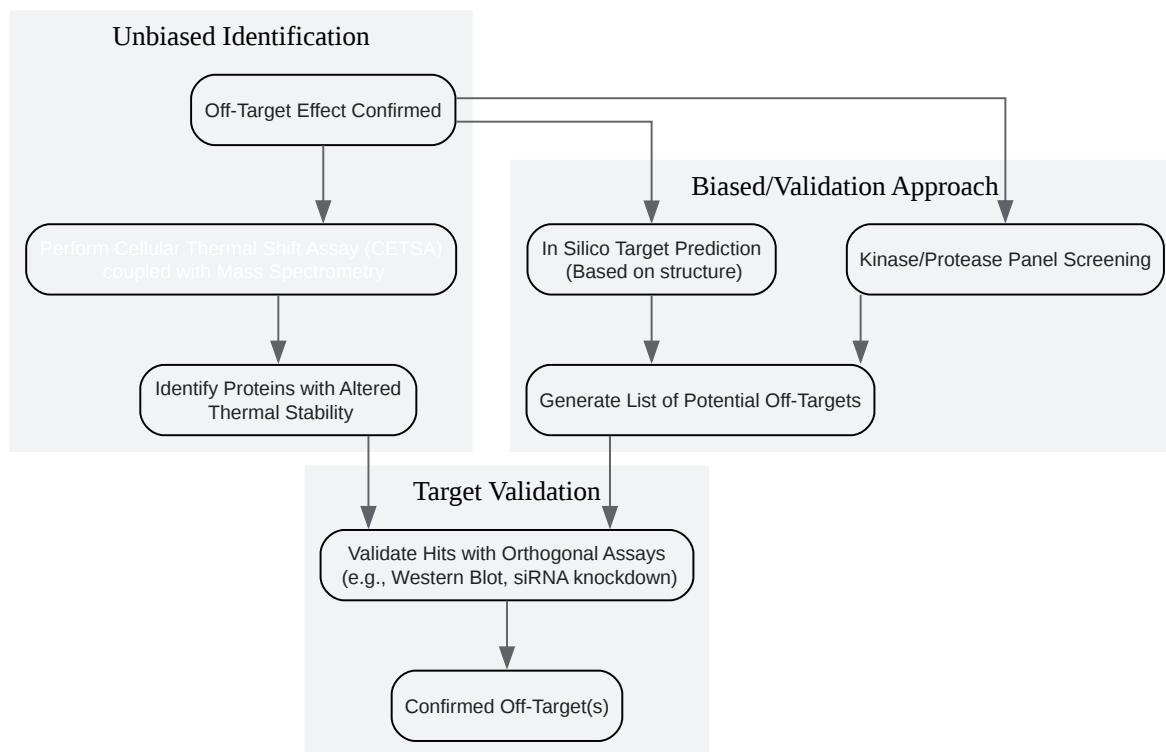 Unbiased Identification
Off-Target Effect Confirmed
Biased/Validation Approach
Perform Cellular Thermal Shift Assay (CETSA)
coupled with Mass Spectrometry
In Silico Target Prediction
(Based on structure)
Kinase/Protease Panel Screening
Identify Proteins with Altered
Thermal Stability
Generate List of Potential Off-Targets
Target Validation
Validate Hits with Orthogonal Assays
(e.g., Western Blot, siRNA knockdown)
Confirmed Off-Target(s)